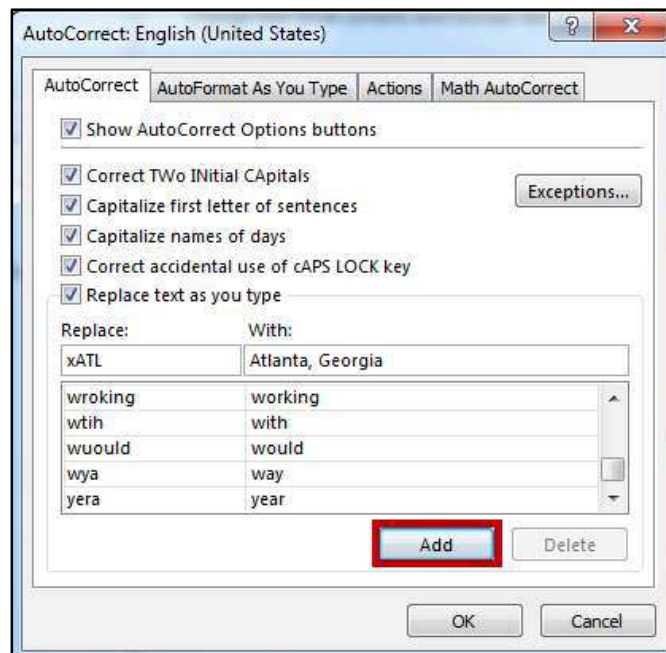 AutoCorrect: English (United States)
AutoCorrect AutoFormat As You Type Actions Math AutoCorrect
Show AutoCorrect Options buttons
Correct TWo INitial CApitals
Exceptions...
Capitalize first letter of sentences
Capitalize names of days
Correct accidental use of cAPS LOCK key
Replace text as you type
Replace: With:
xATL Atlanta, Georgia
wroking working
wtih with
wuould would
wya way
yera year
Add Delete
OK Cancel